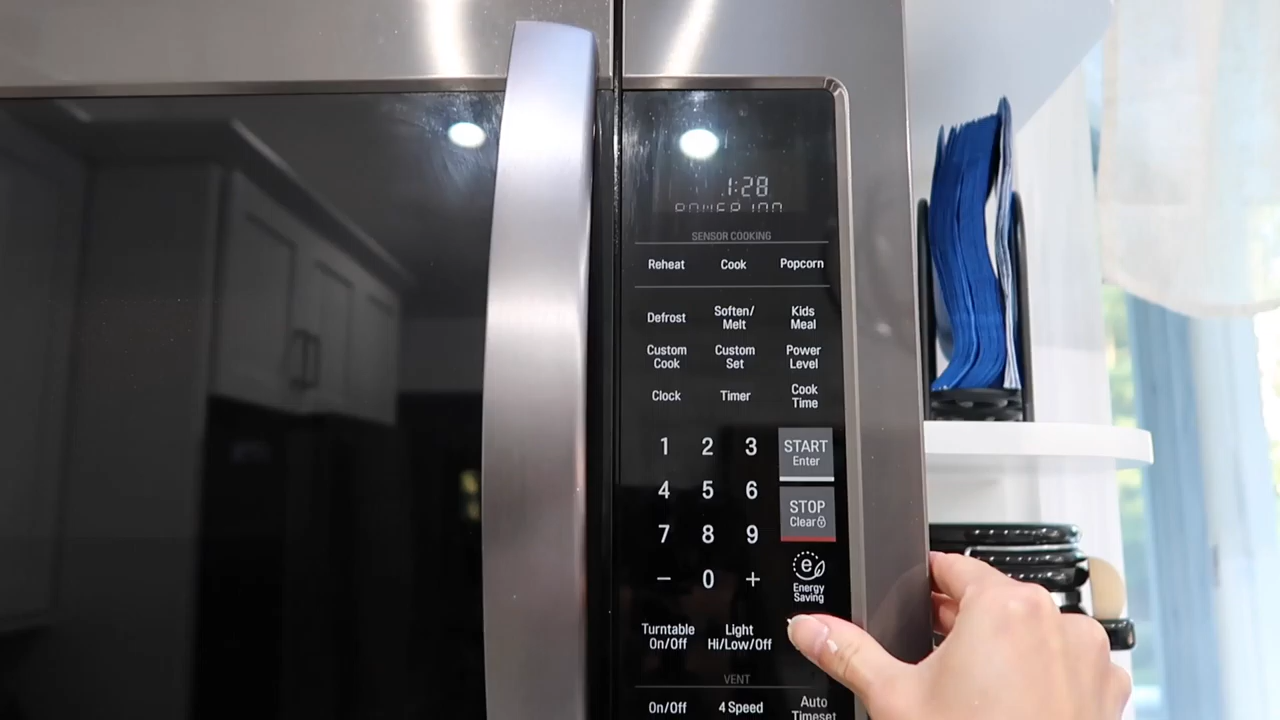 1:28
POWER 100
SENSOR COOKING
Reheat Cook Popcorn
Defrost Soften/ Melt Kids Meal
Custom Cook Custom Set Power Level
Clock Timer Cook Time
1 2 3 START Enter
4 5 6 STOP Clear
7 8 9
− 0 + e Energy Saving
Turntable On/Off Light Hi/Low/Off
VENT
On/Off 4 Speed Auto Timeset